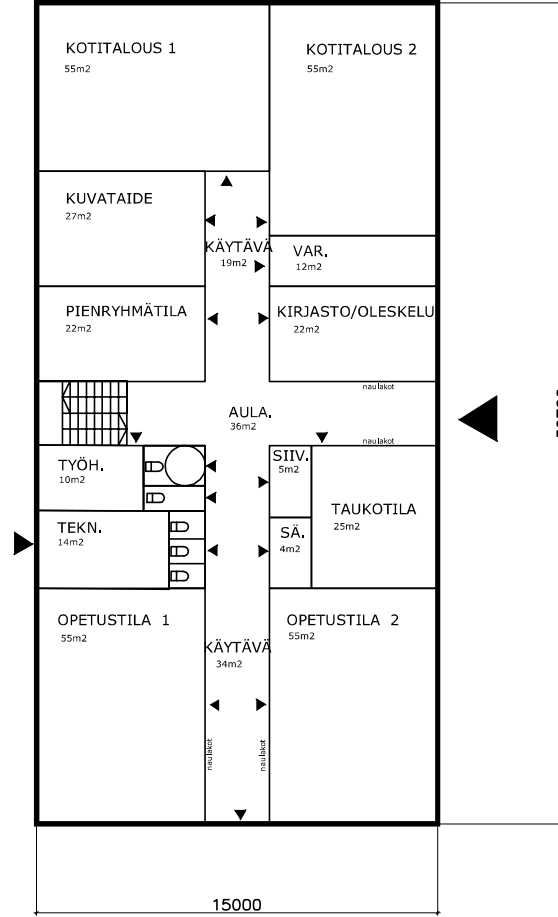 KOTITALOUS 1
55m2
KOTITALOUS 2
55m2
KUVATAIDE
27m2
KÄYTÄVÄ
19m2
VAR.
12m2
PIENRYHMÄTILA
22m2
KIRJASTO/OLESKELU
22m2
naulakot
AULA.
36m2
naulakot
TYÖH.
10m2
SIIV.
5m2
TAUKOTILA
25m2
TEKN.
14m2
SÄ.
4m2
OPETUSTILA 1
55m2
KÄYTÄVÄ
34m2
OPETUSTILA 2
55m2
naulakot
naulakot
15000